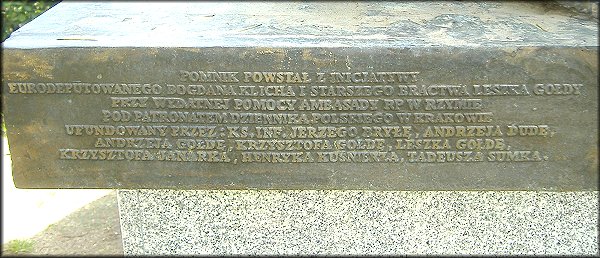 POMNIK POWSTAŁ Z INICJATYWY
EURODEPUTOWANEGO BOGDANA KLICHA I STARSZEGO BRACTWA LESZKA GOŁDY
PRZY WYDATNEJ POMOCY AMBASADY RP W RZYMIE
POD PATRONATEM DZIENNIKA POLSKIEGO W KRAKOWIE
UFUNDOWANY PRZEZ: KS. INF. JERZEGO BRYŁĘ, ANDRZEJA DUDĘ,
ANDRZEJA GOŁDĘ, KRZYSZTOFA GOŁDĘ, LESZKA GOŁDĘ,
KRZYSZTOFA JANARKA, HENRYKA KUŚNIERZA, TADEUSZA SUMKA.